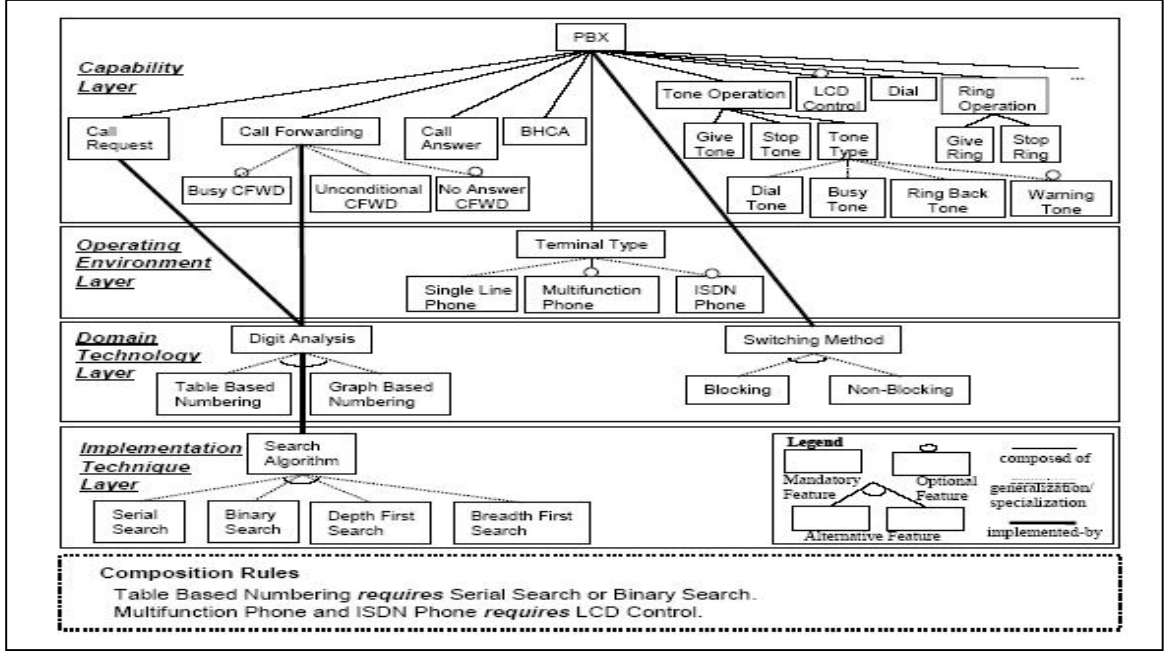 PBX
Capability
Layer
...
Tone Operation
LCD
Control
Dial
Ring
Operation
Call
Request
Call Forwarding
Call
Answer
BHCA
Give
Tone
Stop
Tone
Tone
Type
Give
Ring
Stop
Ring
Busy CFWD
Unconditional
CFWD
No Answer
CFWD
Dial
Tone
Busy
Tone
Ring Back
Tone
Warning
Tone
Operating
Environment
Layer
Terminal Type
Single Line
Phone
Multifunction
Phone
ISDN
Phone
Domain
Technology
Layer
Digit Analysis
Switching Method
Table Based
Numbering
Graph Based
Numbering
Blocking
Non-Blocking
Implementation
Technique
Layer
Search
Algorithm
Serial
Search
Binary
Search
Depth First
Search
Breadth First
Search
Legend
Mandatory
Feature
Optional
Feature
Alternative Feature
composed of
generalization/
specialization
implemented-by
Composition Rules
Table Based Numbering requires Serial Search or Binary Search.
Multifunction Phone and ISDN Phone requires LCD Control.